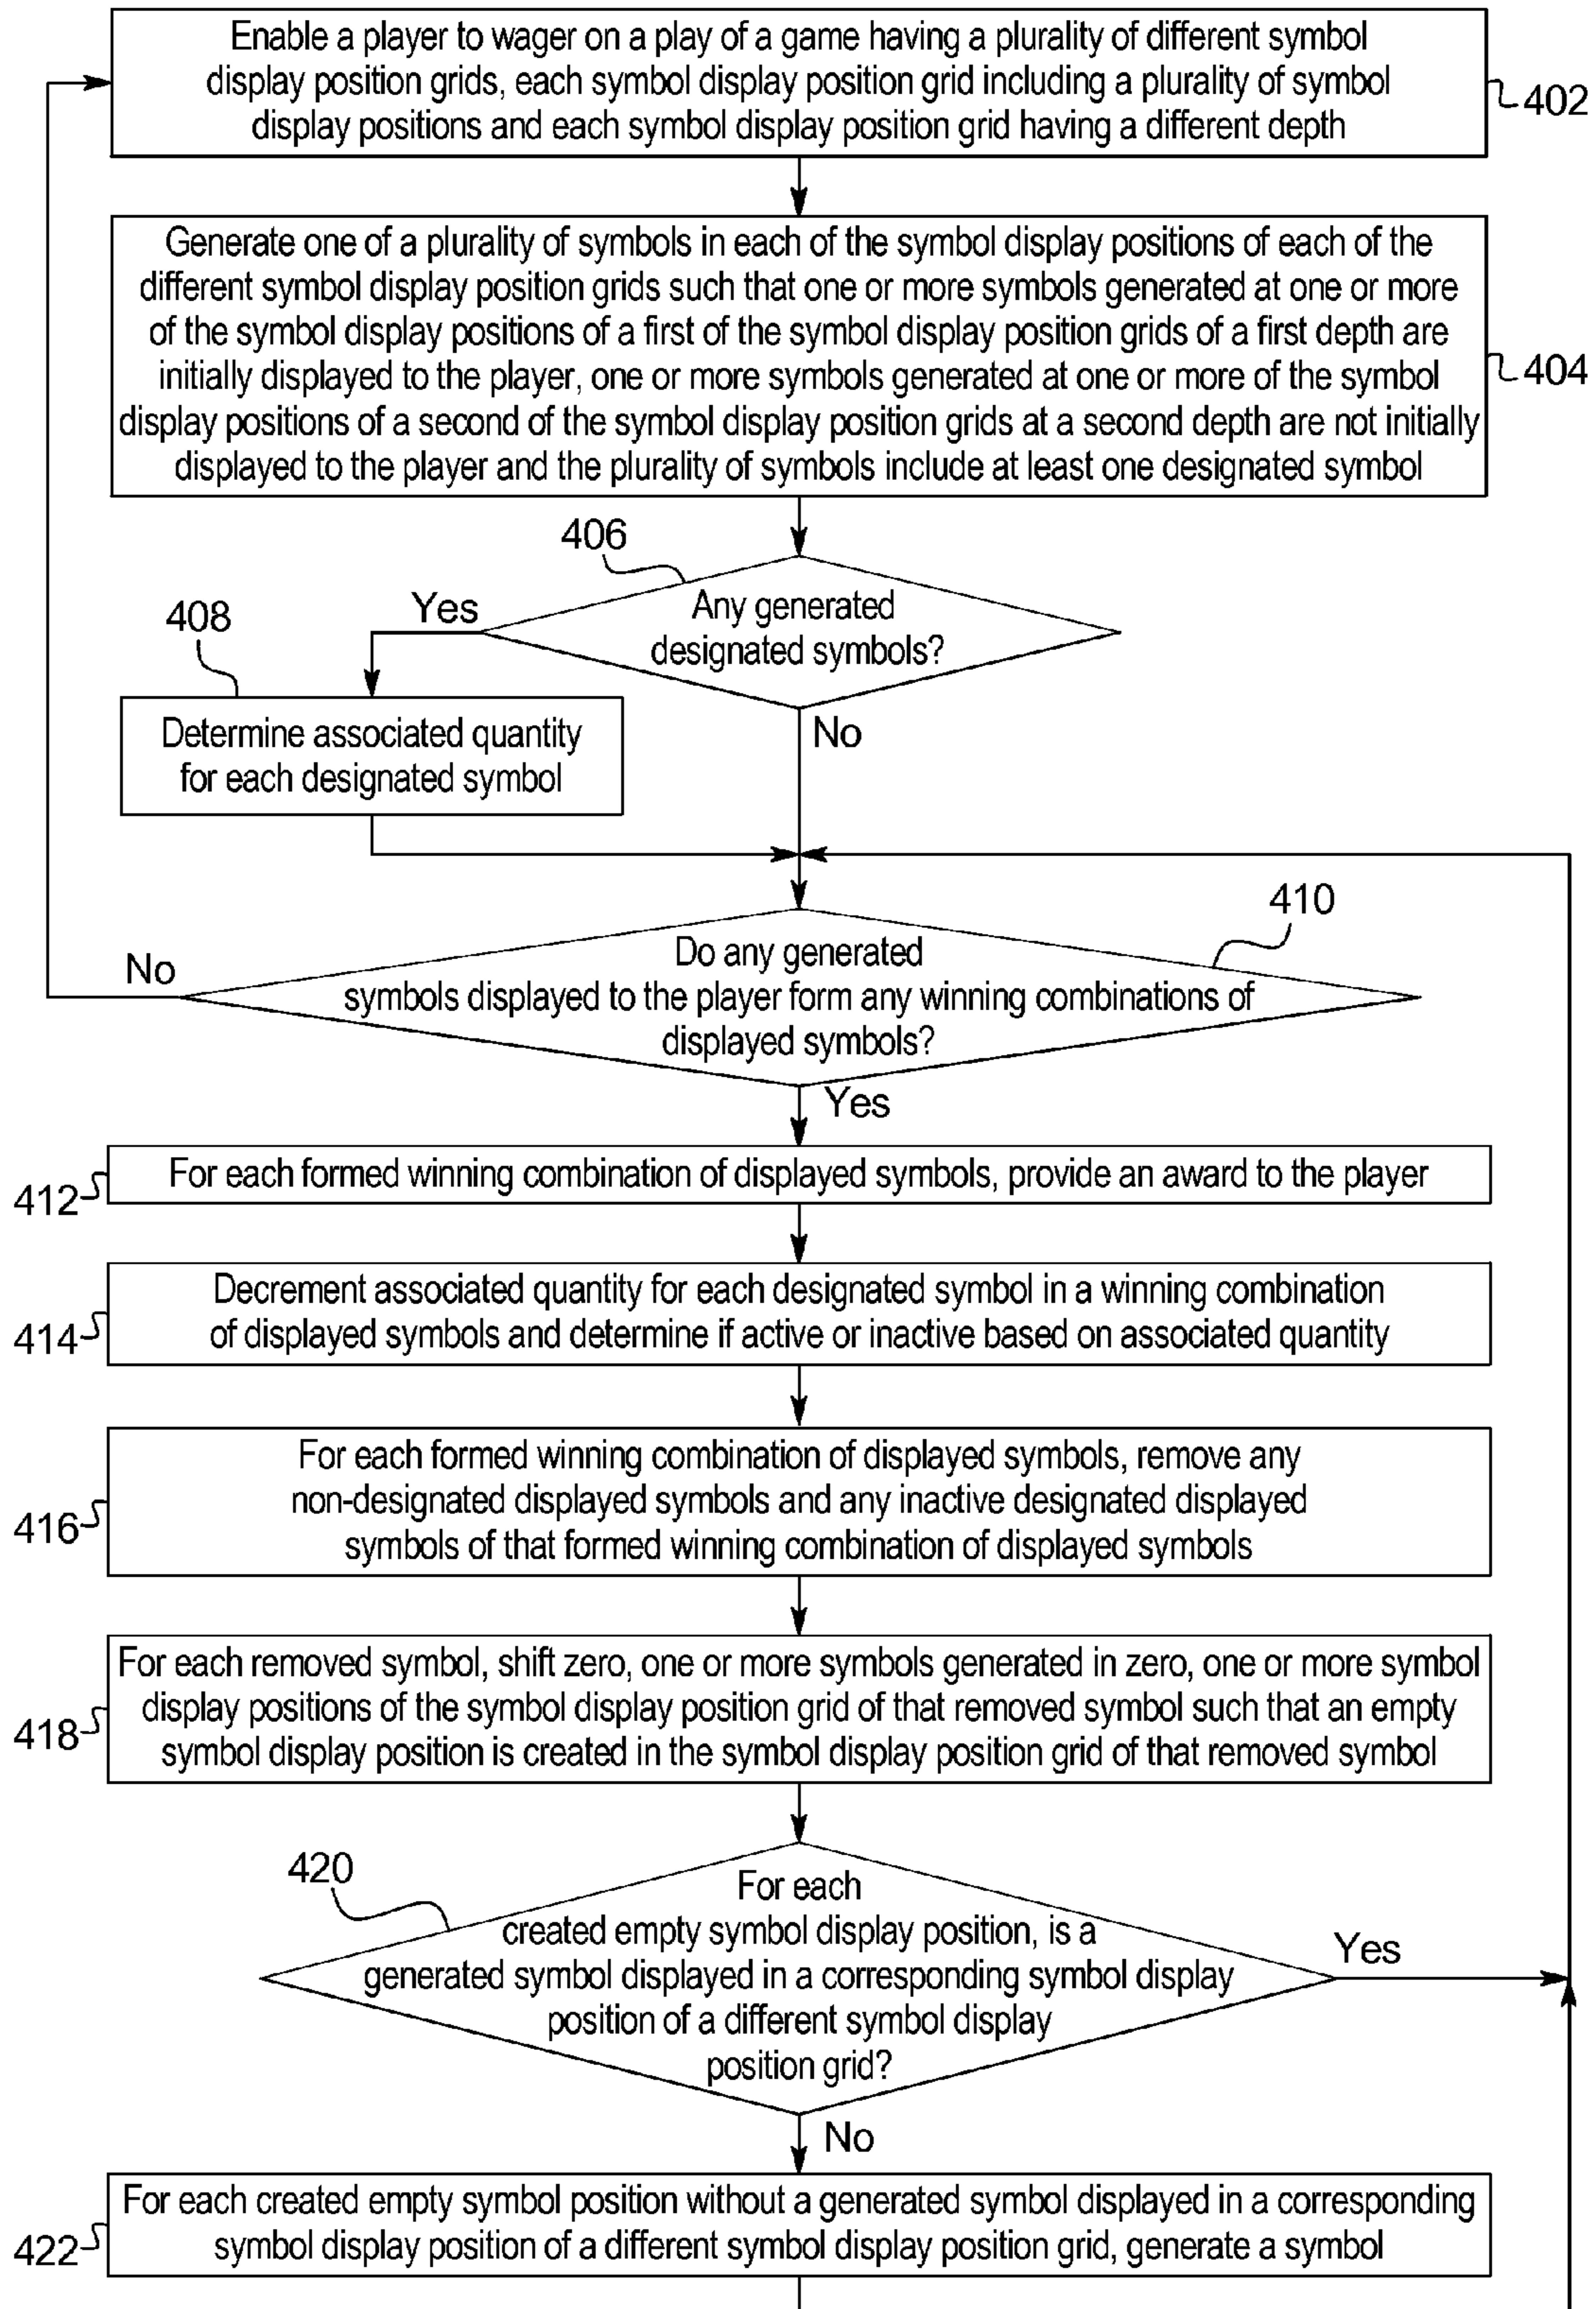 Enable a player to wager on a play of a game having a plurality of different symbol
display position grids, each symbol display position grid including a plurality of symbol
display positions and each symbol display position grid having a different depth
402
Generate one of a plurality of symbols in each of the symbol display positions of each of the
different symbol display position grids such that one or more symbols generated at one or more
of the symbol display positions of a first of the symbol display position grids of a first depth are
initially displayed to the player, one or more symbols generated at one or more of the symbol
display positions of a second of the symbol display position grids at a second depth are not initially
displayed to the player and the plurality of symbols include at least one designated symbol
404
406
Any generated
designated symbols?
Yes
408
Determine associated quantity
for each designated symbol
No
410
Do any generated
symbols displayed to the player form any winning combinations of
displayed symbols?
No
Yes
For each formed winning combination of displayed symbols, provide an award to the player
412
Decrement associated quantity for each designated symbol in a winning combination
of displayed symbols and determine if active or inactive based on associated quantity
414
For each formed winning combination of displayed symbols, remove any
non-designated displayed symbols and any inactive designated displayed
symbols of that formed winning combination of displayed symbols
416
For each removed symbol, shift zero, one or more symbols generated in zero, one or more symbol
display positions of the symbol display position grid of that removed symbol such that an empty
symbol display position is created in the symbol display position grid of that removed symbol
418
420
For each
created empty symbol display position, is a
generated symbol displayed in a corresponding symbol display
position of a different symbol display
position grid?
Yes
No
For each created empty symbol position without a generated symbol displayed in a corresponding
symbol display position of a different symbol display position grid, generate a symbol
422